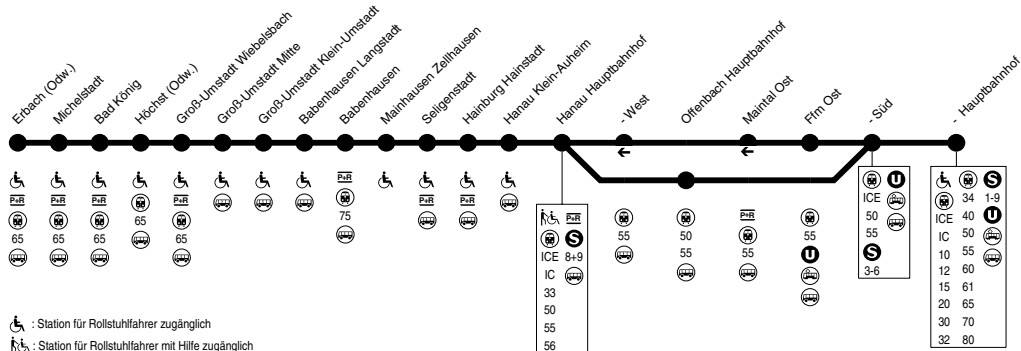 Erbach (Odw.)
Michelstadt
Bad König
Höchst (Odw.)
Groß-Umstadt Wiebelsbach
Groß-Umstadt Mitte
Groß-Umstadt Klein-Umstadt
Babenhausen Langstadt
Babenhausen
Mainhausen Zellhausen
Seligenstadt
Hainburg Hainstadt
Hanau Klein-Auheim
Hanau Hauptbahnhof
- West
Offenbach Hauptbahnhof
Maintal Ost
Ffm Ost
- Süd
- Hauptbahnhof
P+R
65
P+R
65
P+R
65
65
P+R
65
P+R
75
P+R
P+R
P+R
S
ICE 8+9
IC
33
50
55
56
55
50
55
P+R
55
55
U
U
ICE
50
55
S
3-6
S
34 1-9
ICE 40 U
IC 50
10 55
12 60
15 61
20 65
30 70
32 80
: Station für Rollstuhlfahrer zugänglich
: Station für Rollstuhlfahrer mit Hilfe zugänglich